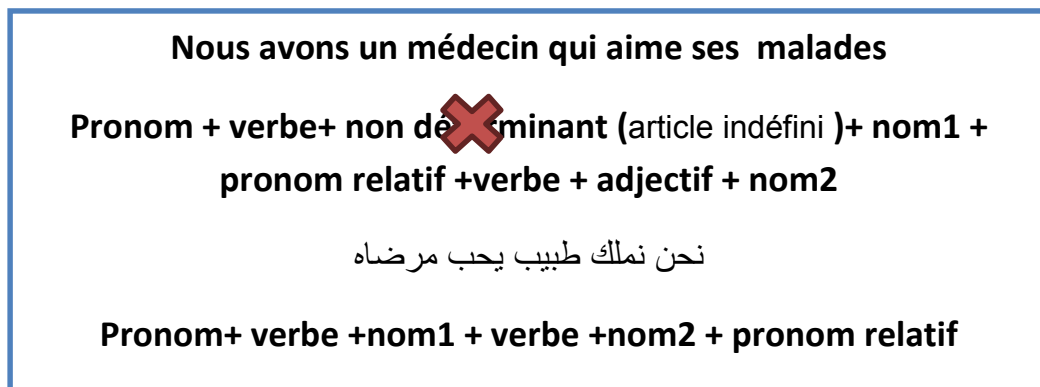 Nous avons un médecin qui aime ses malades
Pronom + verbe+ non déterminant (article indéfini )+ nom1 +
pronom relatif +verbe + adjectif + nom2
نحن نملك طبيب يحب مرضاه
Pronom+ verbe +nom1 + verbe +nom2 + pronom relatif